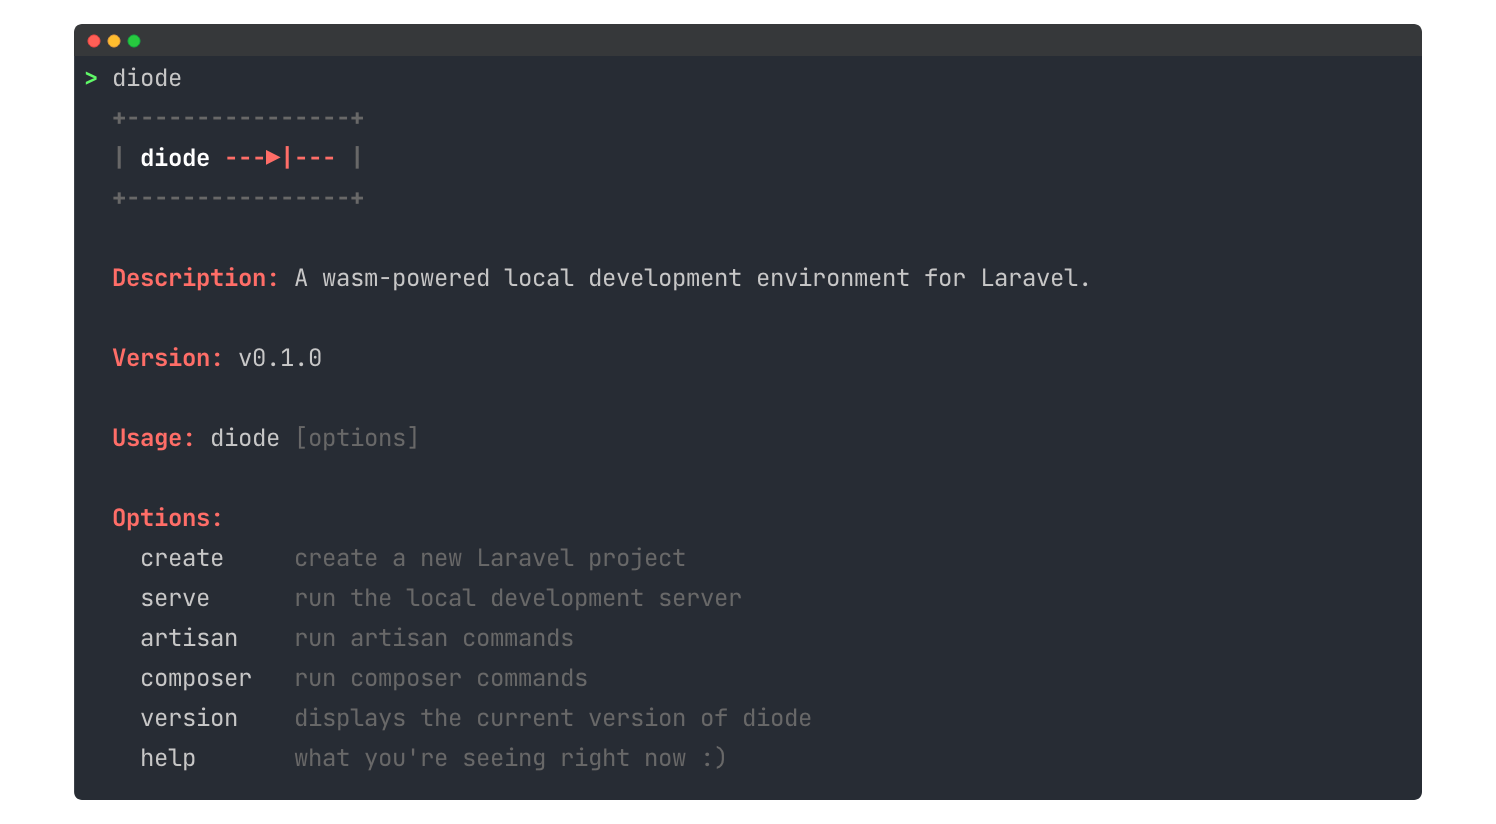 > diode
+----------------+
| diode ---►|--- |
+----------------+
Description: A wasm-powered local development environment for Laravel.
Version: v0.1.0
Usage: diode [options]
Options:
create     create a new Laravel project
serve      run the local development server
artisan    run artisan commands
composer   run composer commands
version    displays the current version of diode
help       what you're seeing right now :)